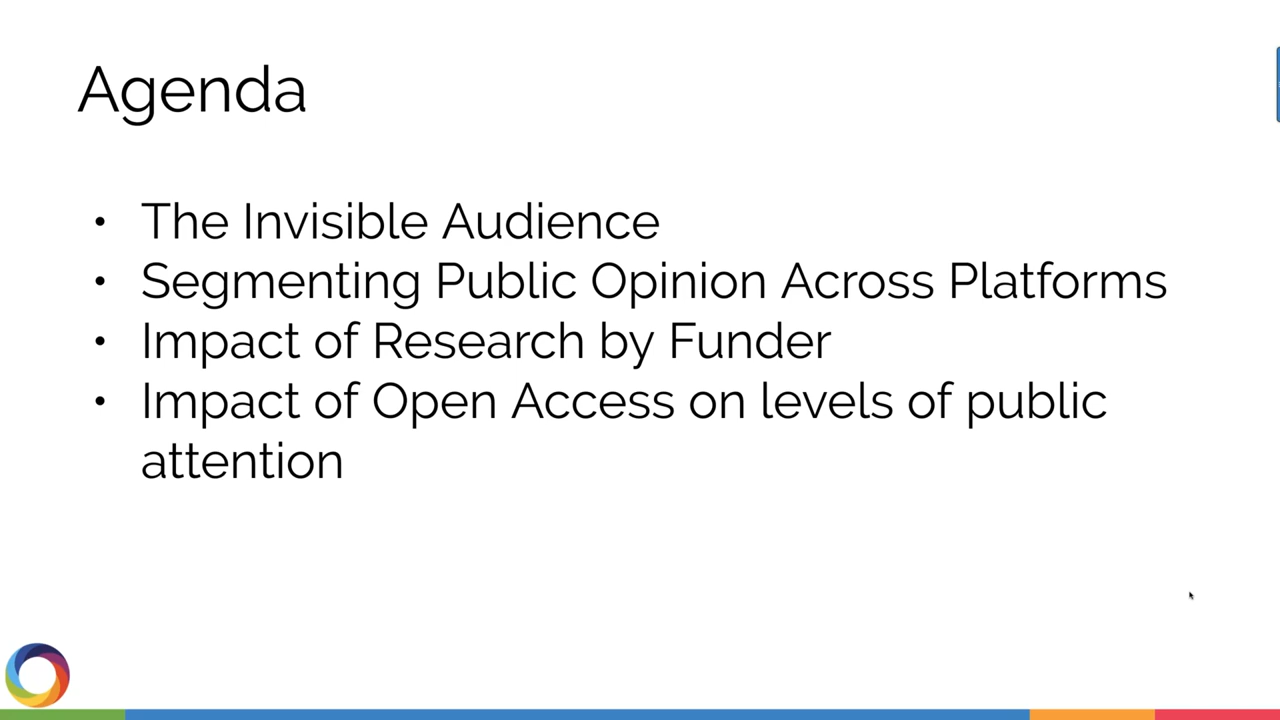 Agenda
• The Invisible Audience
• Segmenting Public Opinion Across Platforms
• Impact of Research by Funder
• Impact of Open Access on levels of public
attention